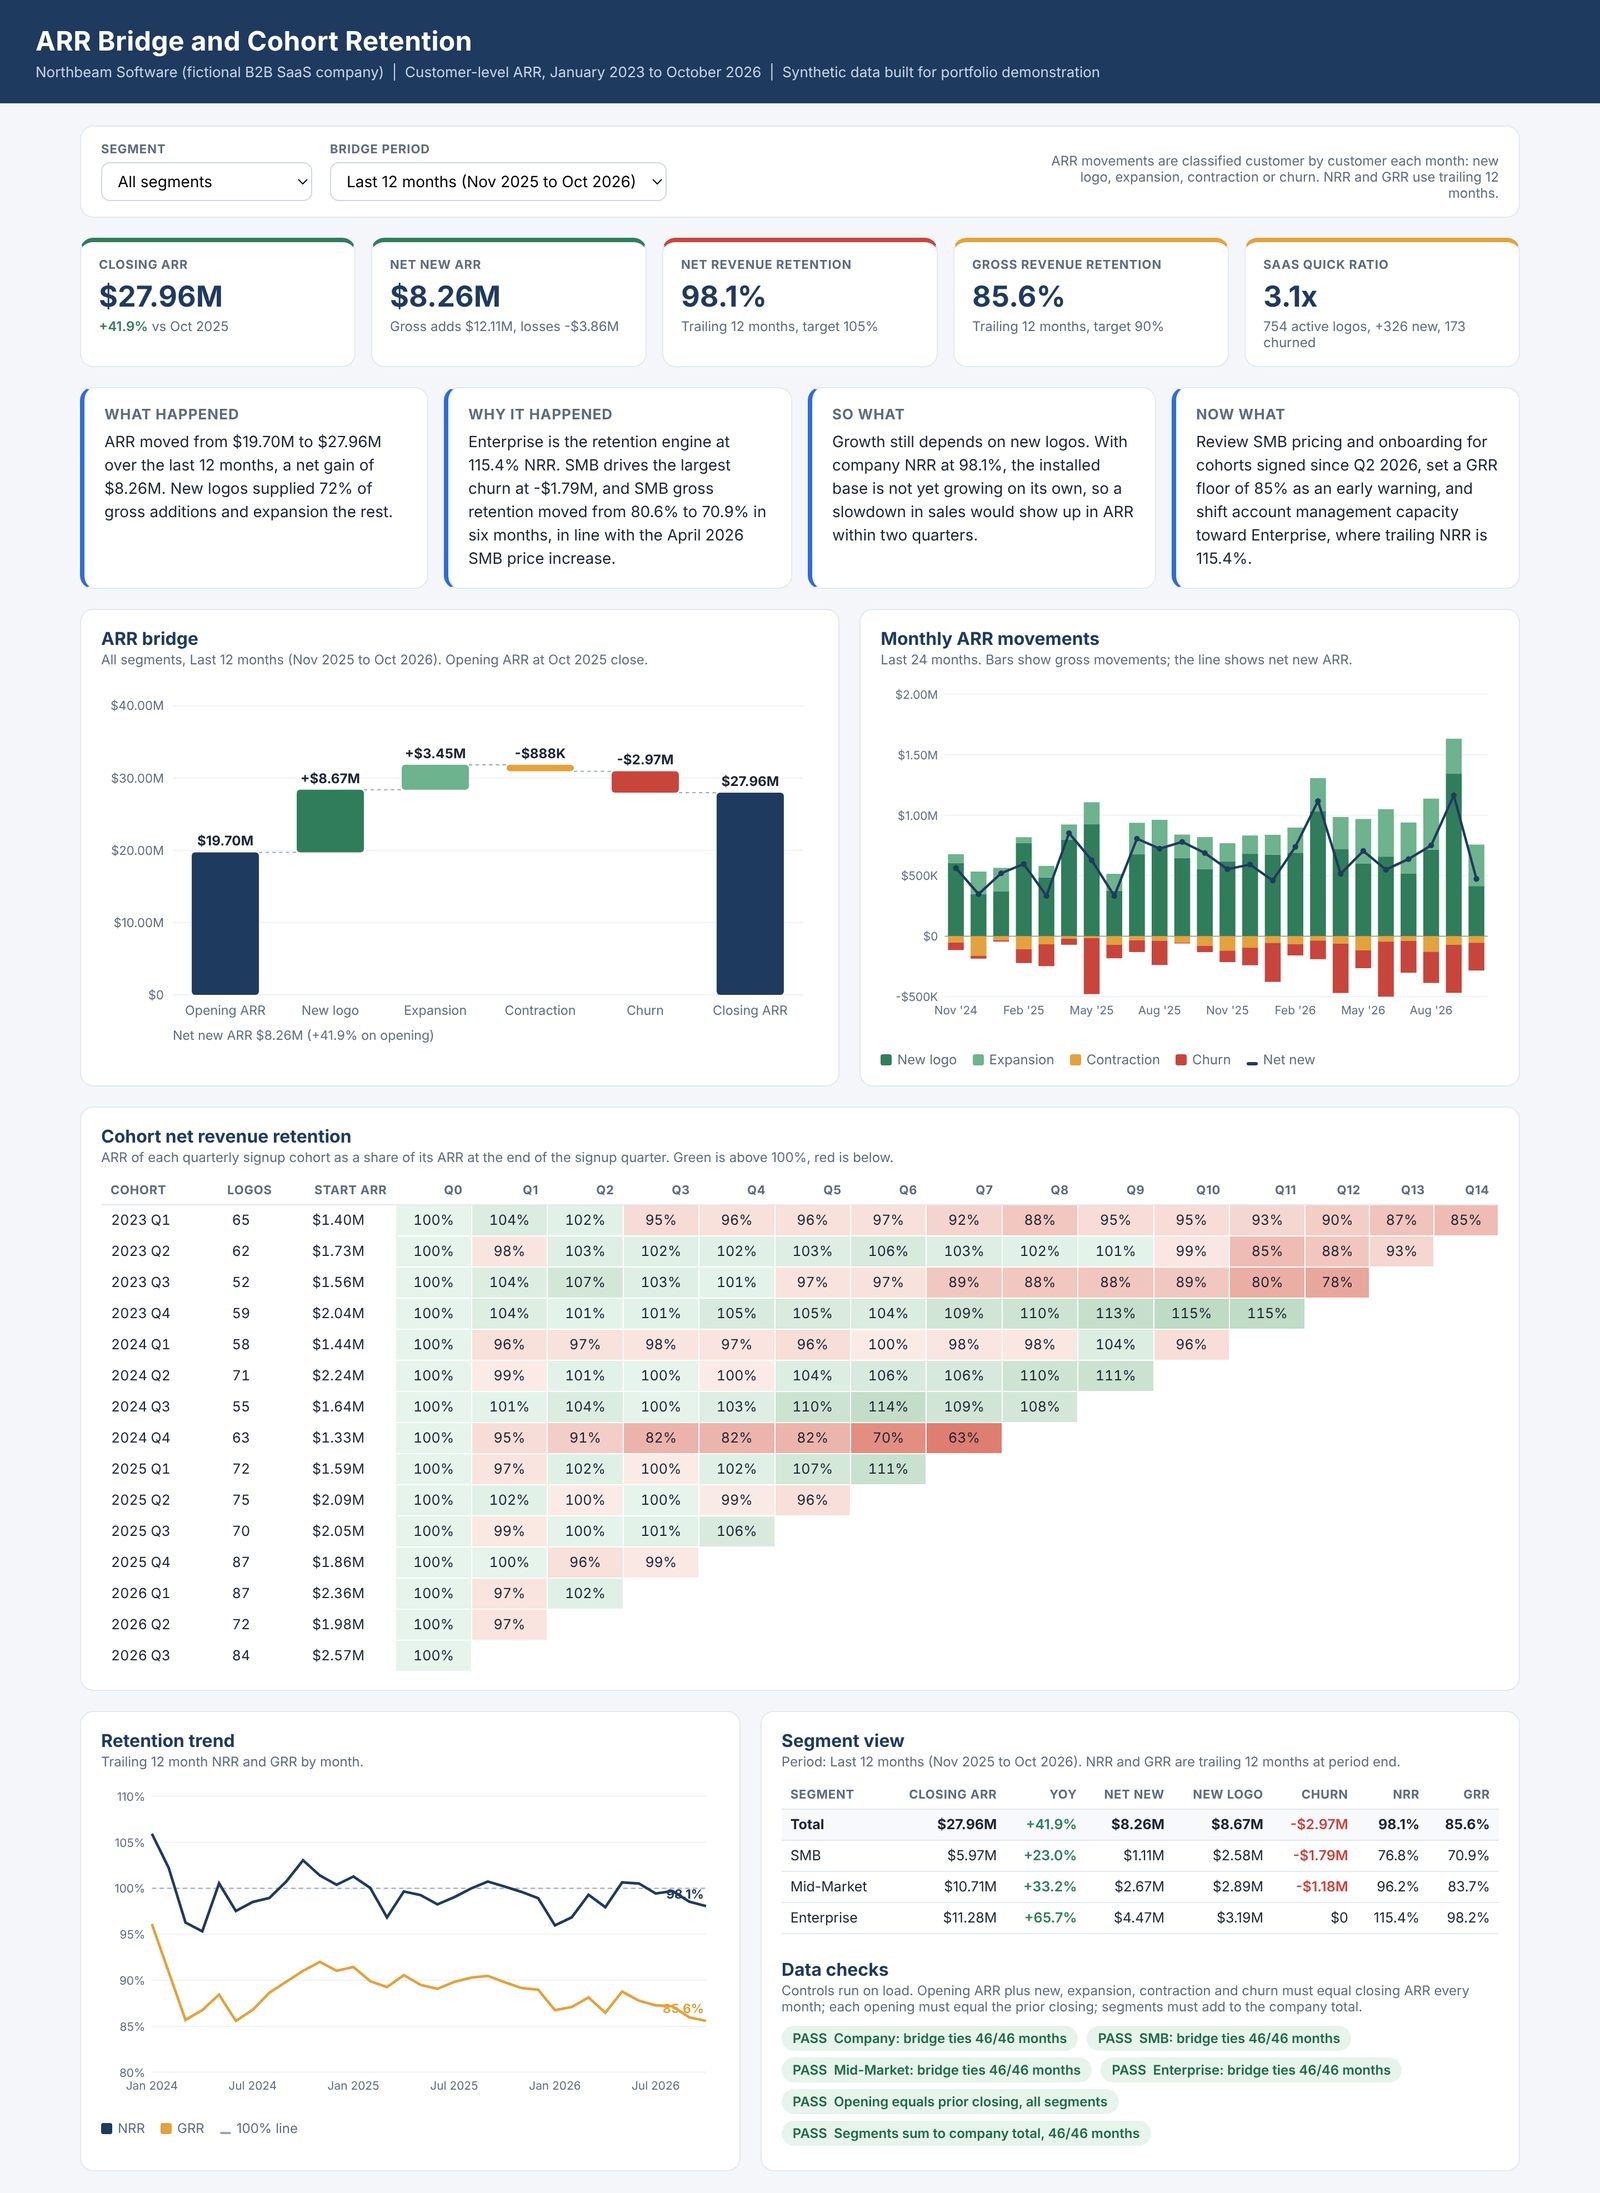 ARR Bridge and Cohort Retention
Northbeam Software (fictional B2B SaaS company) | Customer-level ARR, January 2023 to October 2026 | Synthetic data built for portfolio demonstration
SEGMENT
All segments
BRIDGE PERIOD
Last 12 months (Nov 2025 to Oct 2026)
ARR movements are classified customer by customer each month: new
logo, expansion, contraction or churn. NRR and GRR use trailing 12
months.
CLOSING ARR
$27.96M
+41.9% vs Oct 2025
NET NEW ARR
$8.26M
Gross adds $12.11M, losses -$3.86M
NET REVENUE RETENTION
98.1%
Trailing 12 months, target 105%
GROSS REVENUE RETENTION
85.6%
Trailing 12 months, target 90%
SAAS QUICK RATIO
3.1x
754 active logos, +326 new, 173
churned
WHAT HAPPENED
ARR moved from $19.70M to $27.96M
over the last 12 months, a net gain of
$8.26M. New logos supplied 72% of
gross additions and expansion the rest.
WHY IT HAPPENED
Enterprise is the retention engine at
115.4% NRR. SMB drives the largest
churn at -$1.79M, and SMB gross
retention moved from 80.6% to 70.9% in
six months, in line with the April 2026
SMB price increase.
SO WHAT
Growth still depends on new logos. With
company NRR at 98.1%, the installed
base is not yet growing on its own, so a
slowdown in sales would show up in ARR
within two quarters.
NOW WHAT
Review SMB pricing and onboarding for
cohorts signed since Q2 2026, set a GRR
floor of 85% as an early warning, and
shift account management capacity
toward Enterprise, where trailing NRR is
115.4%.
ARR bridge
All segments, Last 12 months (Nov 2025 to Oct 2026). Opening ARR at Oct 2025 close.
$40.00M
$30.00M
$20.00M
$10.00M
$0
$19.70M
+$8.67M
+$3.45M
-$888K
-$2.97M
$27.96M
Opening ARR New logo Expansion Contraction Churn Closing ARR
Net new ARR $8.26M (+41.9% on opening)
Monthly ARR movements
Last 24 months. Bars show gross movements; the line shows net new ARR.
$2.00M
$1.50M
$1.00M
$500K
$0
-$500K
Nov '24 Feb '25 May '25 Aug '25 Nov '25 Feb '26 May '26 Aug '26
New logo Expansion Contraction Churn Net new
Cohort net revenue retention
ARR of each quarterly signup cohort as a share of its ARR at the end of the signup quarter. Green is above 100%, red is below.
COHORT LOGOS START ARR Q0 Q1 Q2 Q3 Q4 Q5 Q6 Q7 Q8 Q9 Q10 Q11 Q12 Q13 Q14
2023 Q1 65 $1.40M 100% 104% 102% 95% 96% 96% 97% 92% 88% 95% 95% 93% 90% 87% 85%
2023 Q2 62 $1.73M 100% 98% 103% 102% 102% 103% 106% 103% 102% 101% 99% 85% 88% 93%
2023 Q3 52 $1.56M 100% 104% 107% 103% 101% 97% 97% 89% 88% 88% 89% 80% 78%
2023 Q4 59 $2.04M 100% 104% 101% 101% 105% 105% 104% 109% 110% 113% 115% 115%
2024 Q1 58 $1.44M 100% 96% 97% 98% 97% 96% 100% 98% 98% 104% 96%
2024 Q2 71 $2.24M 100% 99% 101% 100% 100% 104% 106% 106% 110% 111%
2024 Q3 55 $1.64M 100% 101% 104% 100% 103% 110% 114% 109% 108%
2024 Q4 63 $1.33M 100% 95% 91% 82% 82% 82% 70% 63%
2025 Q1 72 $1.59M 100% 97% 102% 100% 102% 107% 111%
2025 Q2 75 $2.09M 100% 102% 100% 100% 99% 96%
2025 Q3 70 $2.05M 100% 99% 100% 101% 106%
2025 Q4 87 $1.86M 100% 100% 96% 99%
2026 Q1 87 $2.36M 100% 97% 102%
2026 Q2 72 $1.98M 100% 97%
2026 Q3 84 $2.57M 100%
Retention trend
Trailing 12 month NRR and GRR by month.
110%
105%
100%
95%
90%
85%
80%
98.1%
85.6%
Jan 2024 Jul 2024 Jan 2025 Jul 2025 Jan 2026 Jul 2026
NRR GRR 100% line
Segment view
Period: Last 12 months (Nov 2025 to Oct 2026). NRR and GRR are trailing 12 months at period end.
SEGMENT CLOSING ARR YOY NET NEW NEW LOGO CHURN NRR GRR
Total $27.96M +41.9% $8.26M $8.67M -$2.97M 98.1% 85.6%
SMB $5.97M +23.0% $1.11M $2.58M -$1.79M 76.8% 70.9%
Mid-Market $10.71M +33.2% $2.67M $2.89M -$1.18M 96.2% 83.7%
Enterprise $11.28M +65.7% $4.47M $3.19M $0 115.4% 98.2%
Data checks
Controls run on load. Opening ARR plus new, expansion, contraction and churn must equal closing ARR every
month; each opening must equal the prior closing; segments must add to the company total.
PASS Company: bridge ties 46/46 months
PASS SMB: bridge ties 46/46 months
PASS Mid-Market: bridge ties 46/46 months
PASS Enterprise: bridge ties 46/46 months
PASS Opening equals prior closing, all segments
PASS Segments sum to company total, 46/46 months